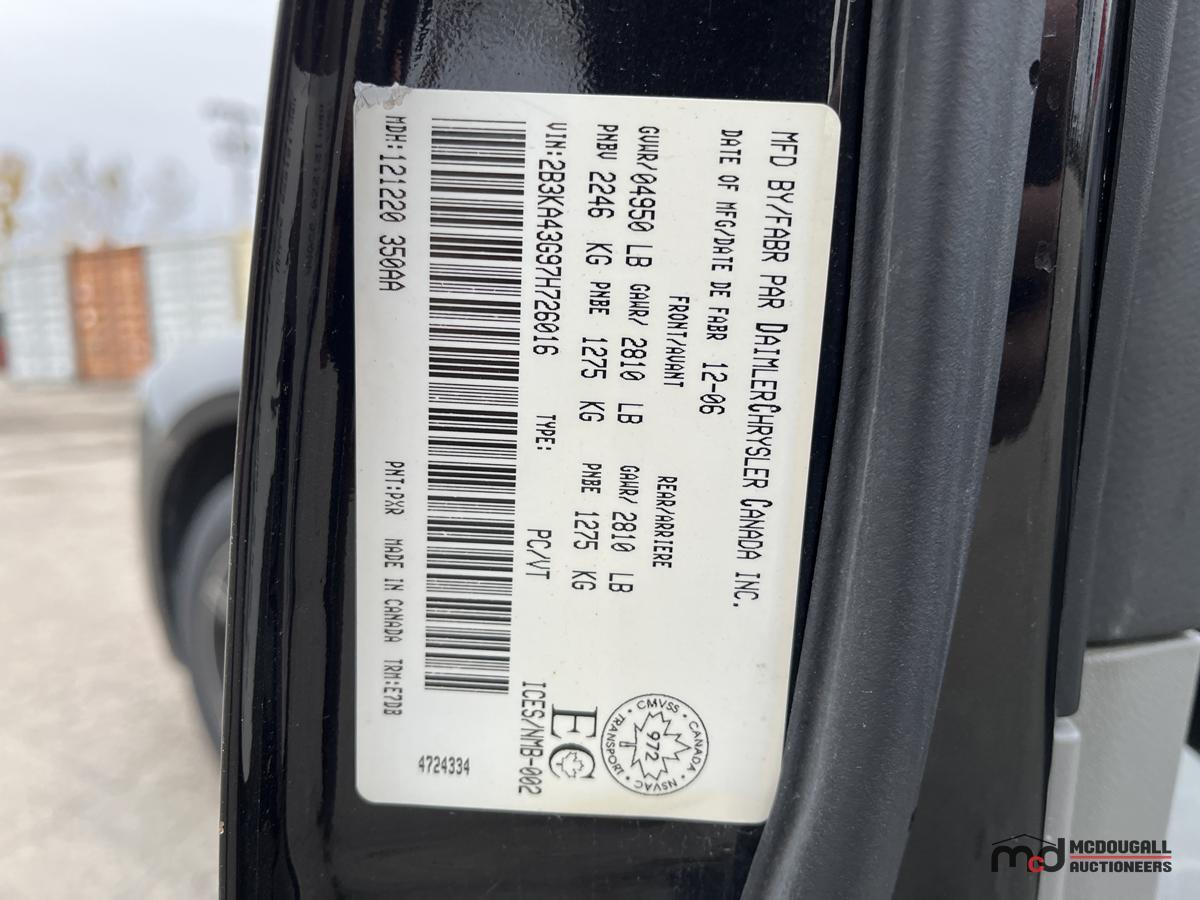 MFD BY/FABR PAR DAIMLERCHRYSLER CANADA INC.
DATE OF MFG/DATE DE FABR 12-06
FRONT/AVANT REAR/ARRIERE
GVWR/04950 LB GAWR/ 2810 LB GAWR/ 2810 LB
PNBV 2246 KG PNBE 1275 KG PNBE 1275 KG
VIN:2B3KA43G97H726016 TYPE: PC/VT ICES/NMB-002
MDH:121220 350AA PNT:PXR MADE IN CANADA TRM:E7DB
4724334
EC
CMVSS • CANADA • NSVAC • TRANSPORT •
972
mcd MCDOUGALL
AUCTIONEERS